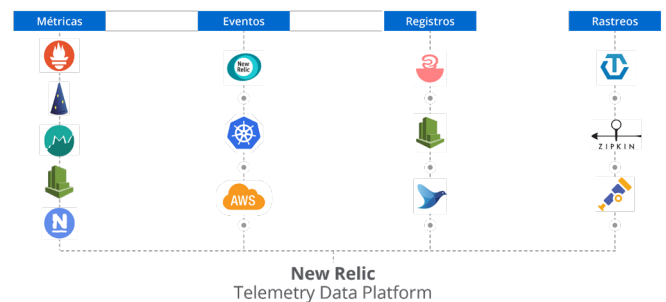 Métricas
Eventos
Registros
Rastreos
New
Relic
ZIPKIN
AWS
N
New Relic
Telemetry Data Platform